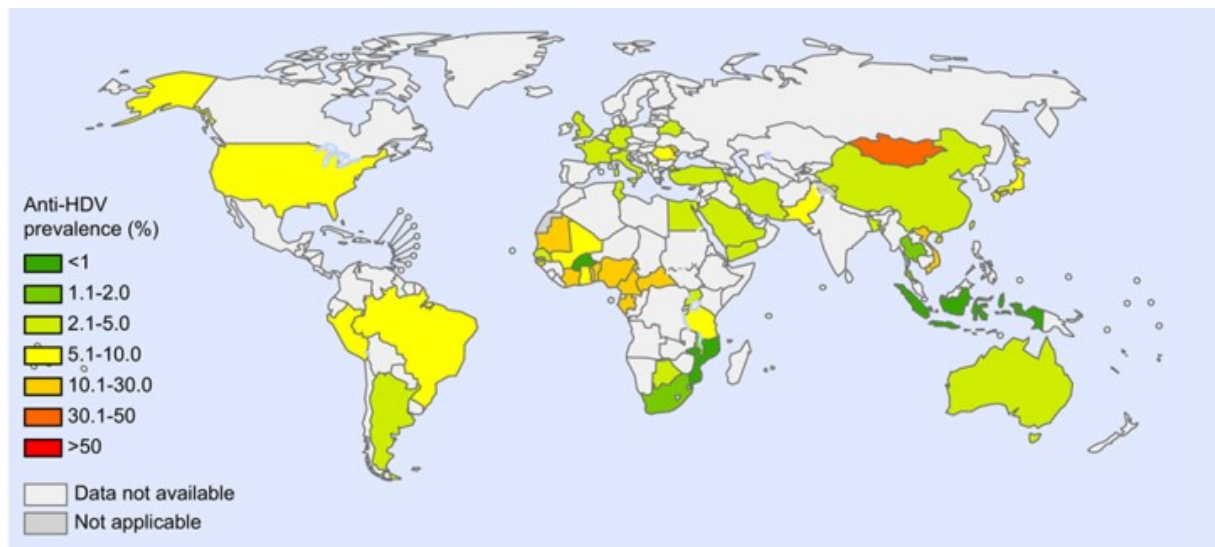 Anti-HDV
prevalence (%)
<1
1.1-2.0
2.1-5.0
5.1-10.0
10.1-30.0
30.1-50
>50
Data not available
Not applicable